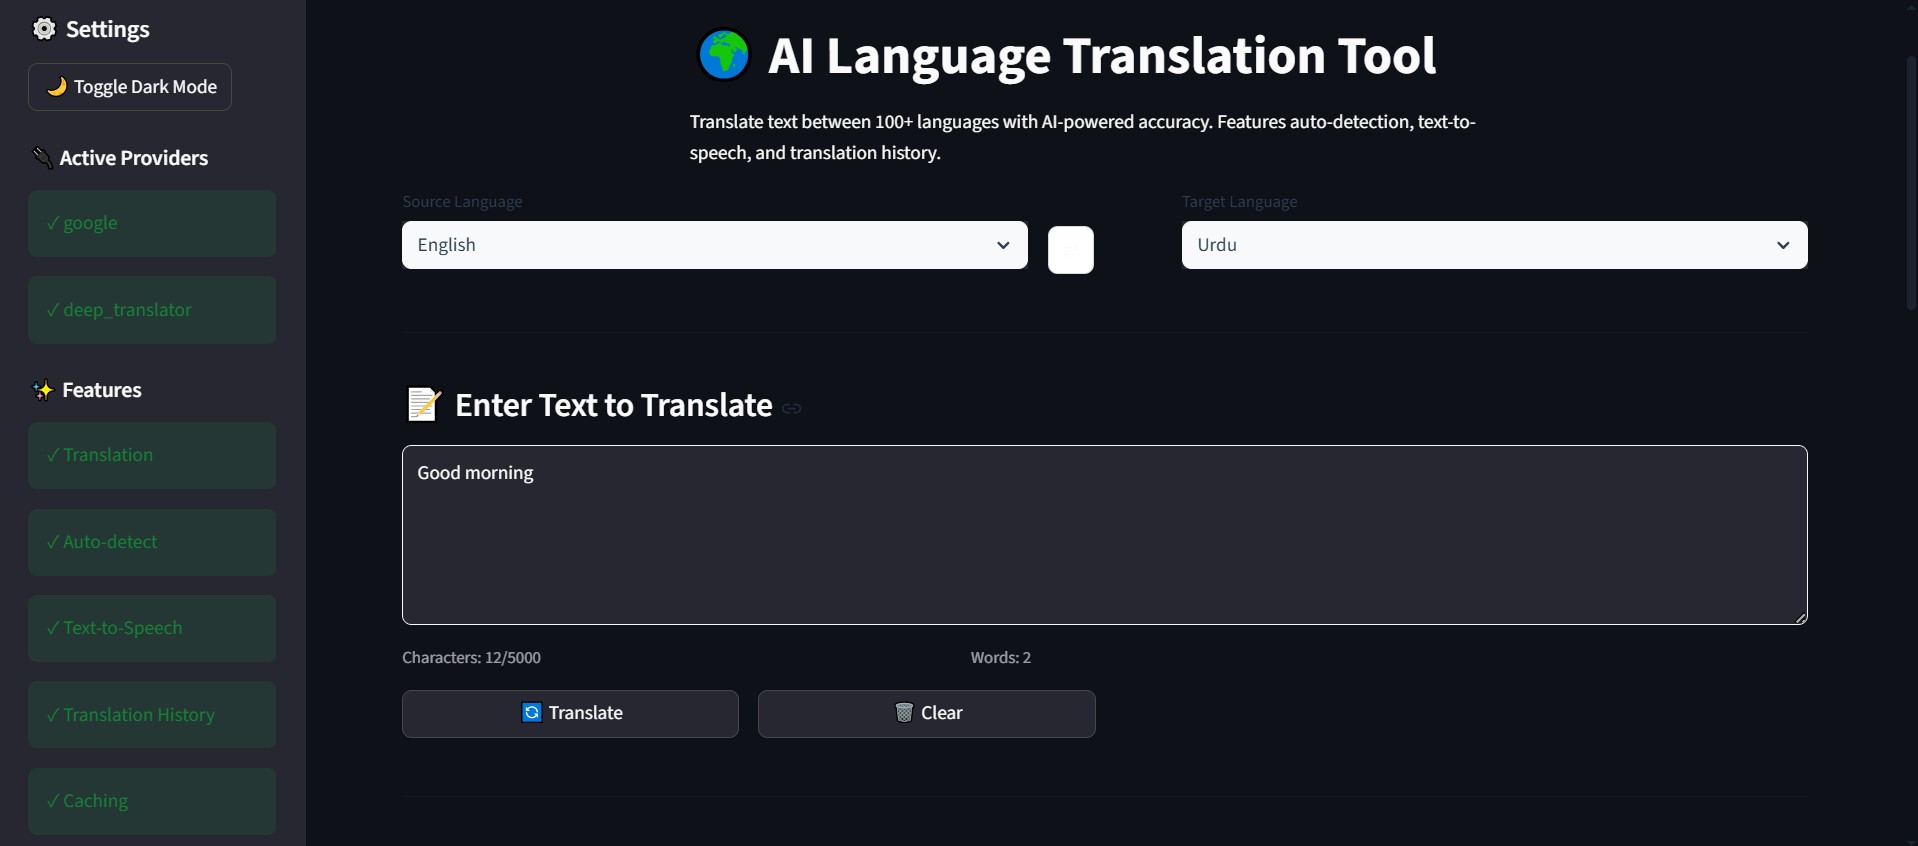 Settings
Toggle Dark Mode
Active Providers
✓ google
✓ deep_translator
Features
✓ Translation
✓ Auto-detect
✓ Text-to-Speech
✓ Translation History
✓ Caching
AI Language Translation Tool
Translate text between 100+ languages with AI-powered accuracy. Features auto-detection, text-to-
speech, and translation history.
Source Language
English
Target Language
Urdu
Enter Text to Translate
Good morning
Characters: 12/5000
Words: 2
Translate
Clear